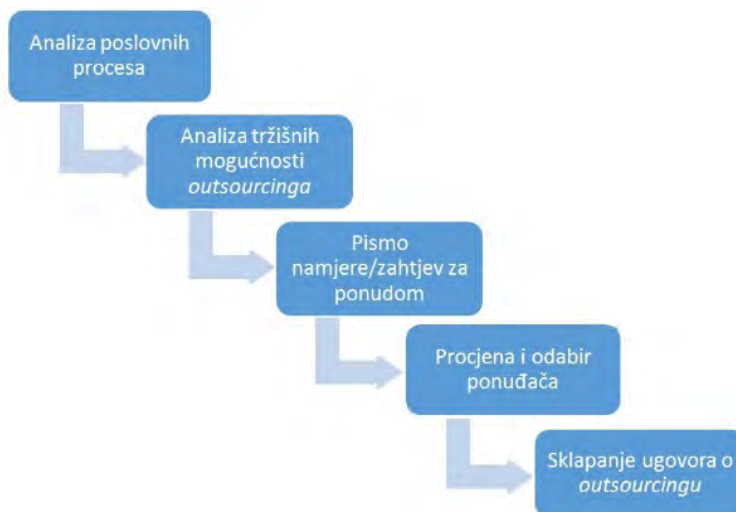 Analiza poslovnih
procesa
Analiza tržišnih
mogućnosti
outsourcinga
Pismo
namjere/zahtjev za
ponudom
Procjena i odabir
ponuđača
Sklapanje ugovora o
outsourcingu